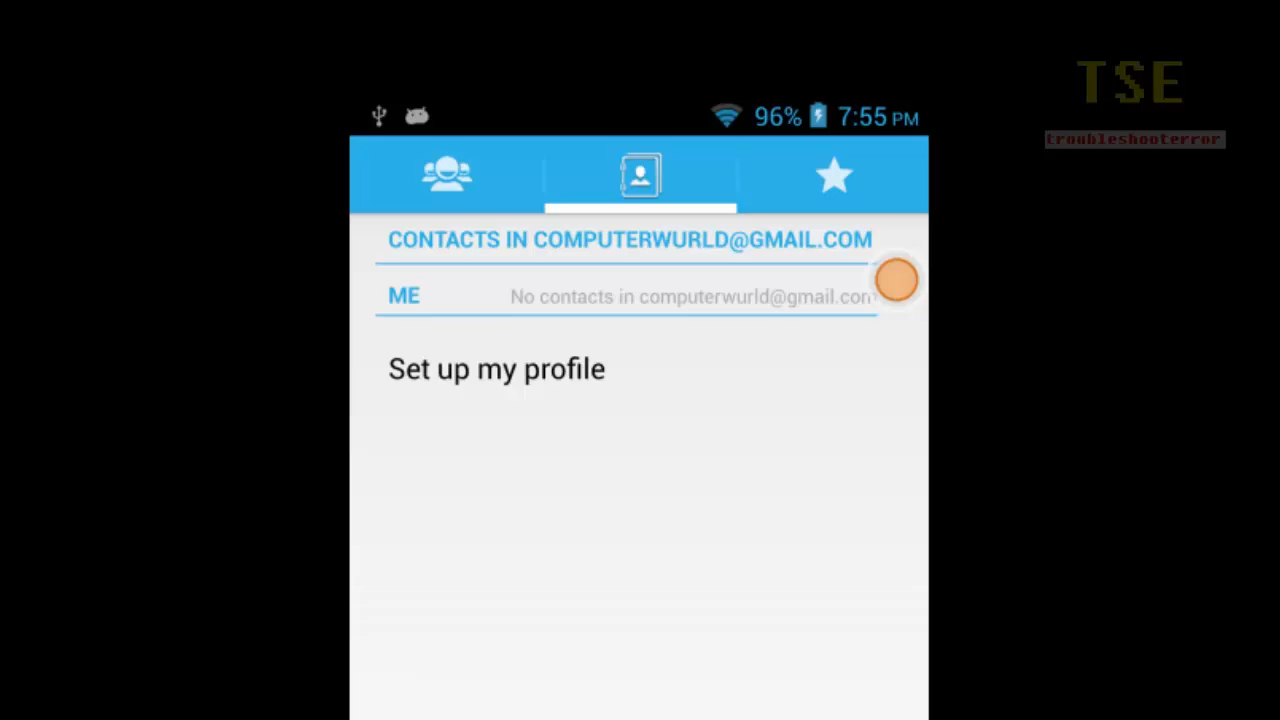 TSE
troubleshooterror
96% 7:55 PM
CONTACTS IN COMPUTERWURLD@GMAIL.COM
ME No contacts in computerwurld@gmail.com
Set up my profile